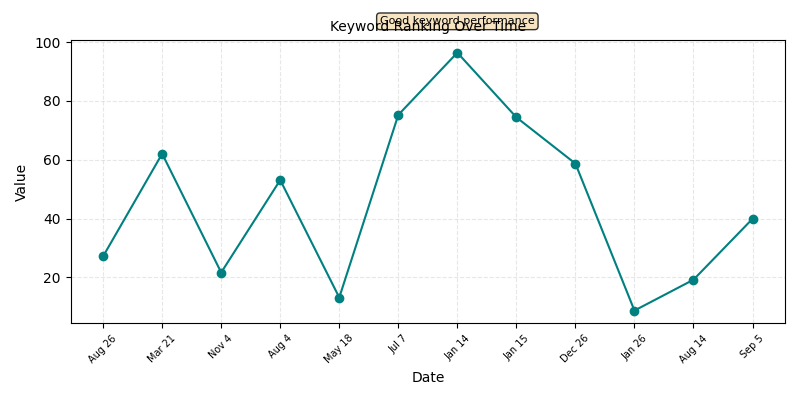 Good keyword performance
Keyword Ranking Over Time
100
80
60
40
20
Value
Aug 26
Mar 21
Nov 4
Aug 4
May 18
Jul 7
Jan 14
Jan 15
Dec 26
Jan 26
Aug 14
Sep 5
Date